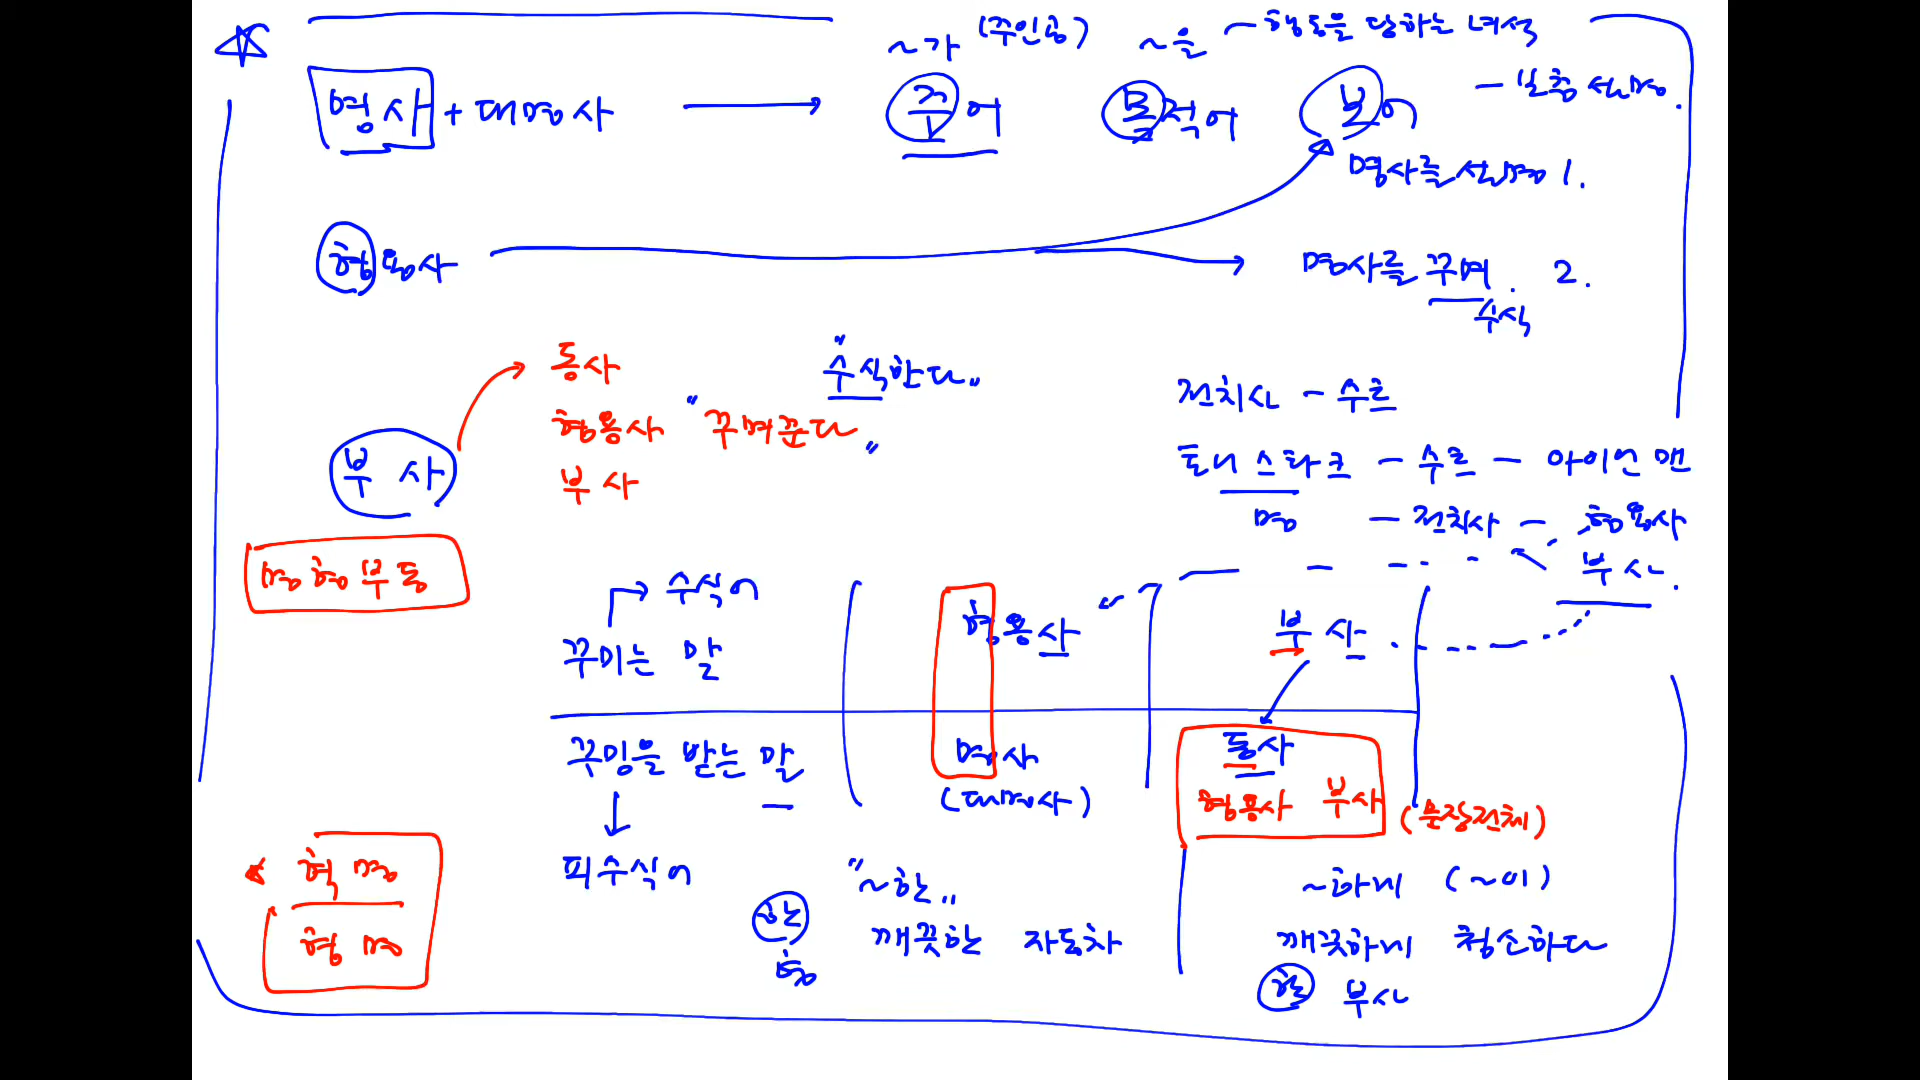 ~가 (주인공) ~을 - 행동을 당하는 녀석
명사 + 대명사 → 주어 목적어 보어 - 보충 설명.
명사를 설명 1.
형용사 → 명사를 꾸며. 2.
수식
동사 "수식한다"
형용사 "꾸며준다"
부사
부사
전치사 - 수트
토니 스타크 - 수트 - 아이언맨
명 - 전치사 - 형용사
부사.
명 형 부 동
→ 수식어 형용사 부사
꾸미는 말
꾸밈을 받는 말 명사 동사
(대명사) 형용사 부사 (문장전체)
↓
피수식어 "~한" ~하게 (~이)
형 명
형 명
한 깨끗한 자동차 깨끗하게 청소하다
형
부사